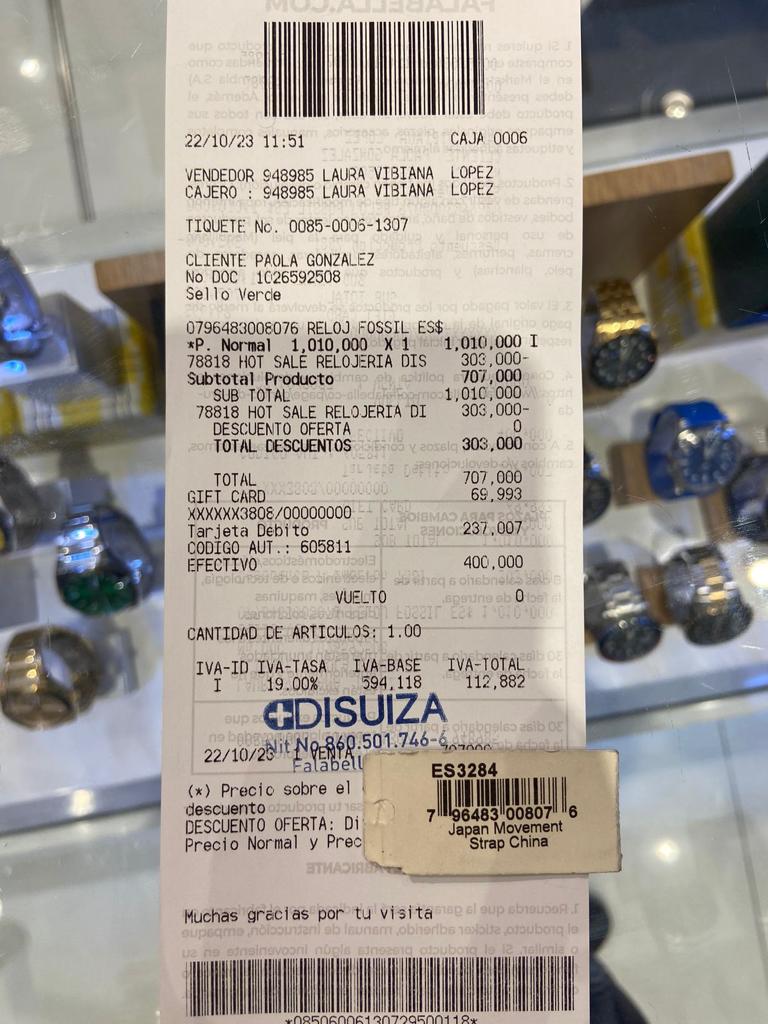 FALABELLA.COM
22/10/23 11:51 CAJA 0006
VENDEDOR 948985 LAURA VIBIANA LOPEZ
CAJERO : 948985 LAURA VIBIANA LOPEZ
TIQUETE No. 0085-0006-1307
CLIENTE PAOLA GONZALEZ
No DOC 1026592508
Sello Verde
0796483008076 RELOJ FOSSIL ES$
*P. Normal 1,010,000 X 1 1,010,000 I
78818 HOT SALE RELOJERIA DIS 303,000-
Subtotal Producto 707,000
SUB TOTAL 1,010,000
78818 HOT SALE RELOJERIA DI 303,000-
DESCUENTO OFERTA 0
TOTAL DESCUENTOS 303,000
TOTAL 707,000
GIFT CARD 69,993
XXXXXX3808/00000000
Tarjeta Débito 237,007
CODIGO AUT.: 605811
EFECTIVO 400,000
VUELTO 0
CANTIDAD DE ARTICULOS: 1.00
IVA-ID IVA-TASA IVA-BASE IVA-TOTAL
I 19.00% 594,118 112,882
DISUIZA
Nit No 860.501.746-6
22/10/23 1 VENTA
Falabell
(*) Precio sobre el
descuento
DESCUENTO OFERTA: Di
Precio Normal y Prec
ES3284
7 96483 00807 6
Japan Movement
Strap China
Muchas gracias por tu visita
*08506006130729500118*